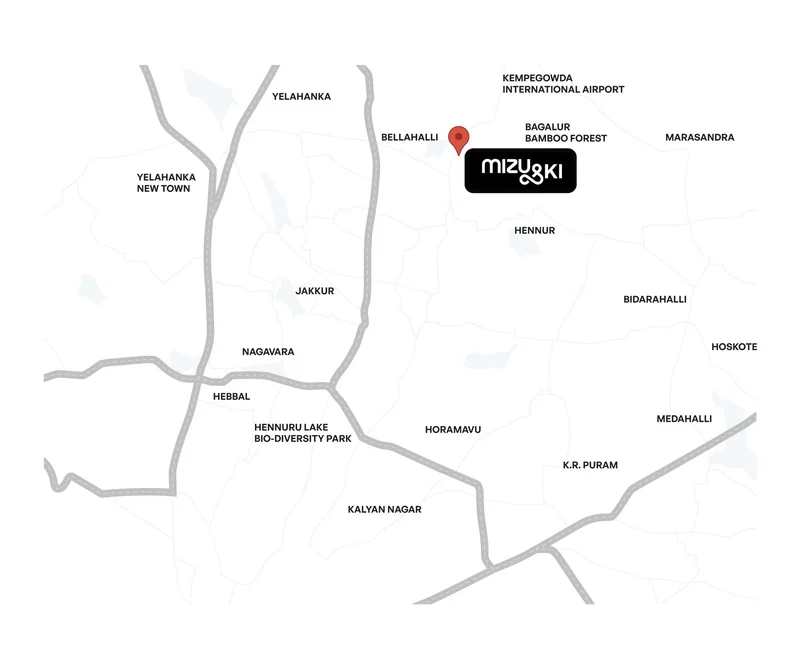 KEMPEGOWDA
INTERNATIONAL AIRPORT
YELAHANKA
BAGALUR
BAMBOO FOREST
BELLAHALLI
MARASANDRA
MIZU&KI
YELAHANKA
NEW TOWN
HENNUR
JAKKUR
BIDARAHALLI
HOSKOTE
NAGAVARA
HEBBAL
MEDAHALLI
HENNURU LAKE
BIO-DIVERSITY PARK
HORAMAVU
K.R. PURAM
KALYAN NAGAR